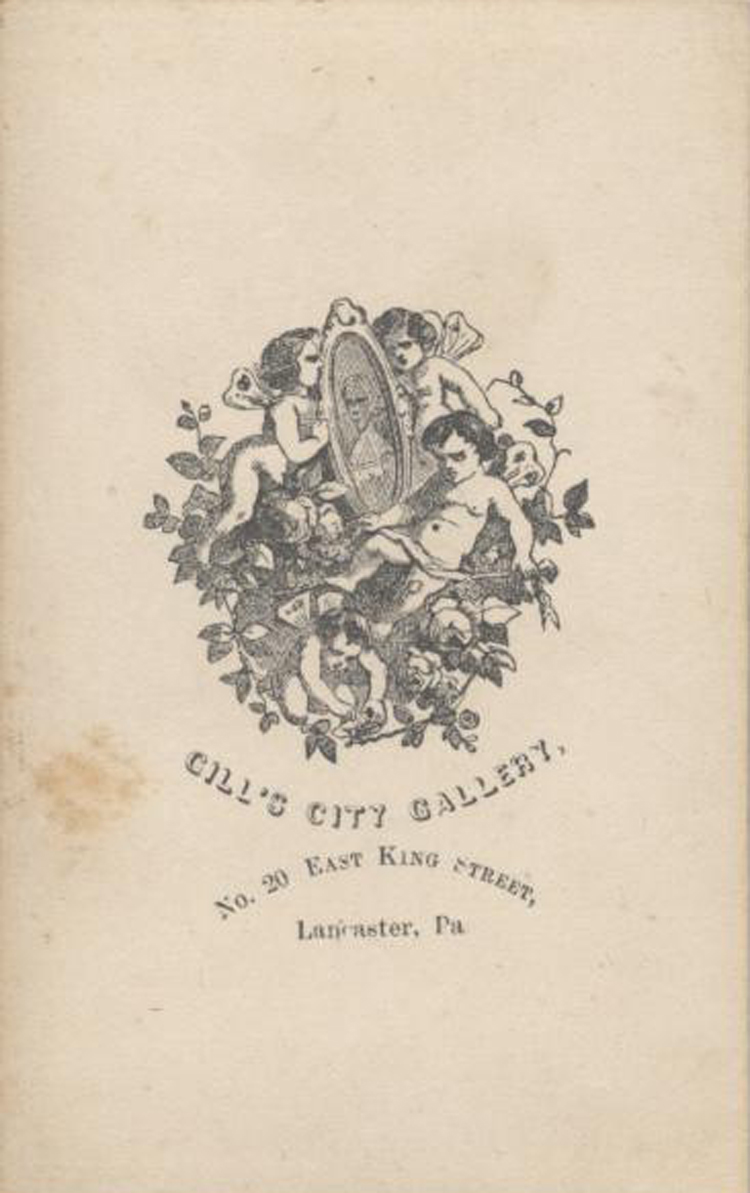 GILL'S CITY GALLERY,
No. 20 EAST KING STREET,
Lancaster, Pa